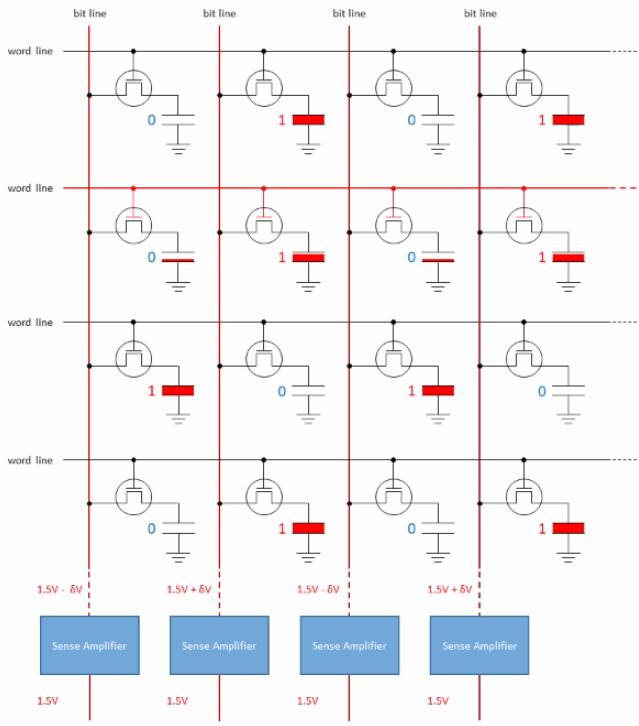 bit line bit line bit line bit line
word line
0 1 0 1
word line
0 1 0 1
word line
1 0 1 0
word line
0 1 0 1
1.5V - δV 1.5V + δV 1.5V - δV 1.5V + δV
Sense Amplifier Sense Amplifier Sense Amplifier Sense Amplifier
1.5V 1.5V 1.5V 1.5V